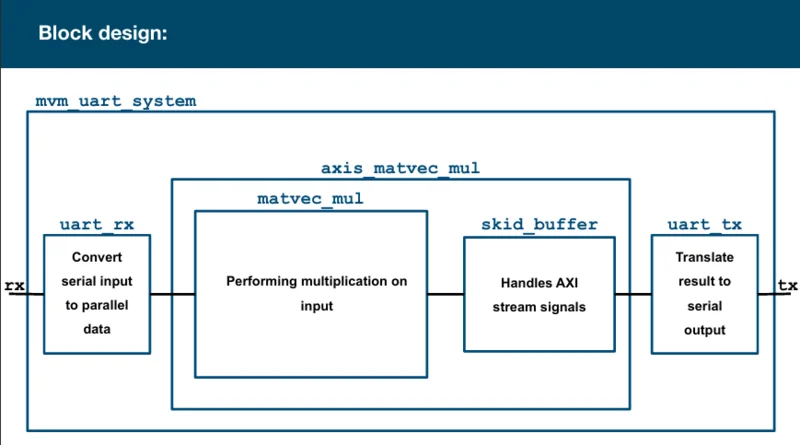 Block design:
mvm_uart_system
axis_matvec_mul
matvec_mul
uart_rx
skid_buffer
uart_tx
rx
Convert
serial input
to parallel
data
Performing multiplication on
input
Handles AXI
stream signals
Translate
result to
serial
output
tx